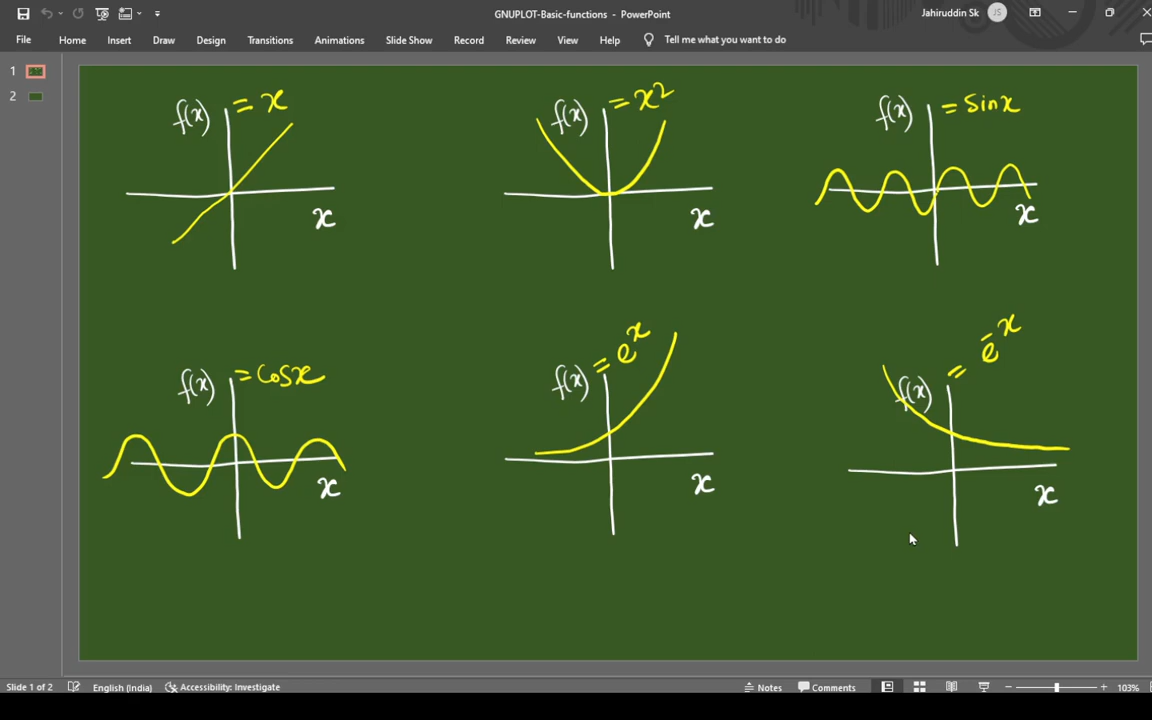 GNUPLOT-Basic-functions - PowerPoint
Jahiruddin Sk
JS
File Home Insert Draw Design Transitions Animations Slide Show Record Review View Help Tell me what you want to do
1
2
f(x) = x
x
f(x) = x²
x
f(x) = sinx
x
f(x) = cosx
x
f(x) = eˣ
x
f(x) = e⁻ˣ
x
Slide 1 of 2 English (India) Accessibility: Investigate Notes Comments 103%